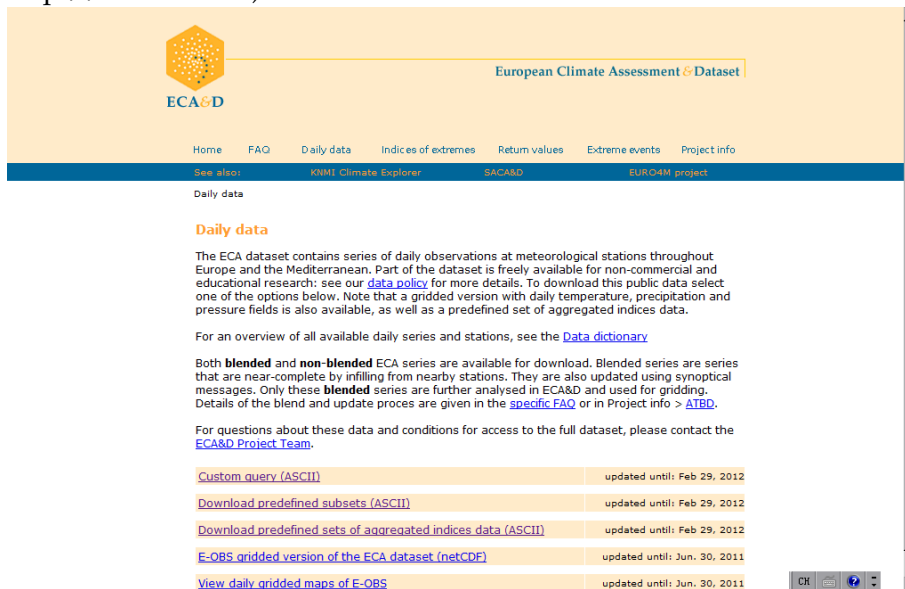 European Climate Assessment & Dataset
ECA&D
Home FAQ Daily data Indices of extremes Return values Extreme events Project info
See also: KNMI Climate Explorer SACA&D EURO4M project
Daily data
Daily data
The ECA dataset contains series of daily observations at meteorological stations throughout
Europe and the Mediterranean. Part of the dataset is freely available for non-commercial and
educational research: see our data policy for more details. To download this public data select
one of the options below. Note that a gridded version with daily temperature, precipitation and
pressure fields is also available, as well as a predefined set of aggregated indices data.
For an overview of all available daily series and stations, see the Data dictionary
Both blended and non-blended ECA series are available for download. Blended series are series
that are near-complete by infilling from nearby stations. They are also updated using synoptical
messages. Only these blended series are further analysed in ECA&D and used for gridding.
Details of the blend and update proces are given in the specific FAQ or in Project info > ATBD.
For questions about these data and conditions for access to the full dataset, please contact the
ECA&D Project Team.
Custom query (ASCII) updated until: Feb 29, 2012
Download predefined subsets (ASCII) updated until: Feb 29, 2012
Download predefined sets of aggregated indices data (ASCII) updated until: Feb 29, 2012
E-OBS gridded version of the ECA dataset (netCDF) updated until: Jun. 30, 2011
View daily gridded maps of E-OBS updated until: Jun. 30, 2011
CH